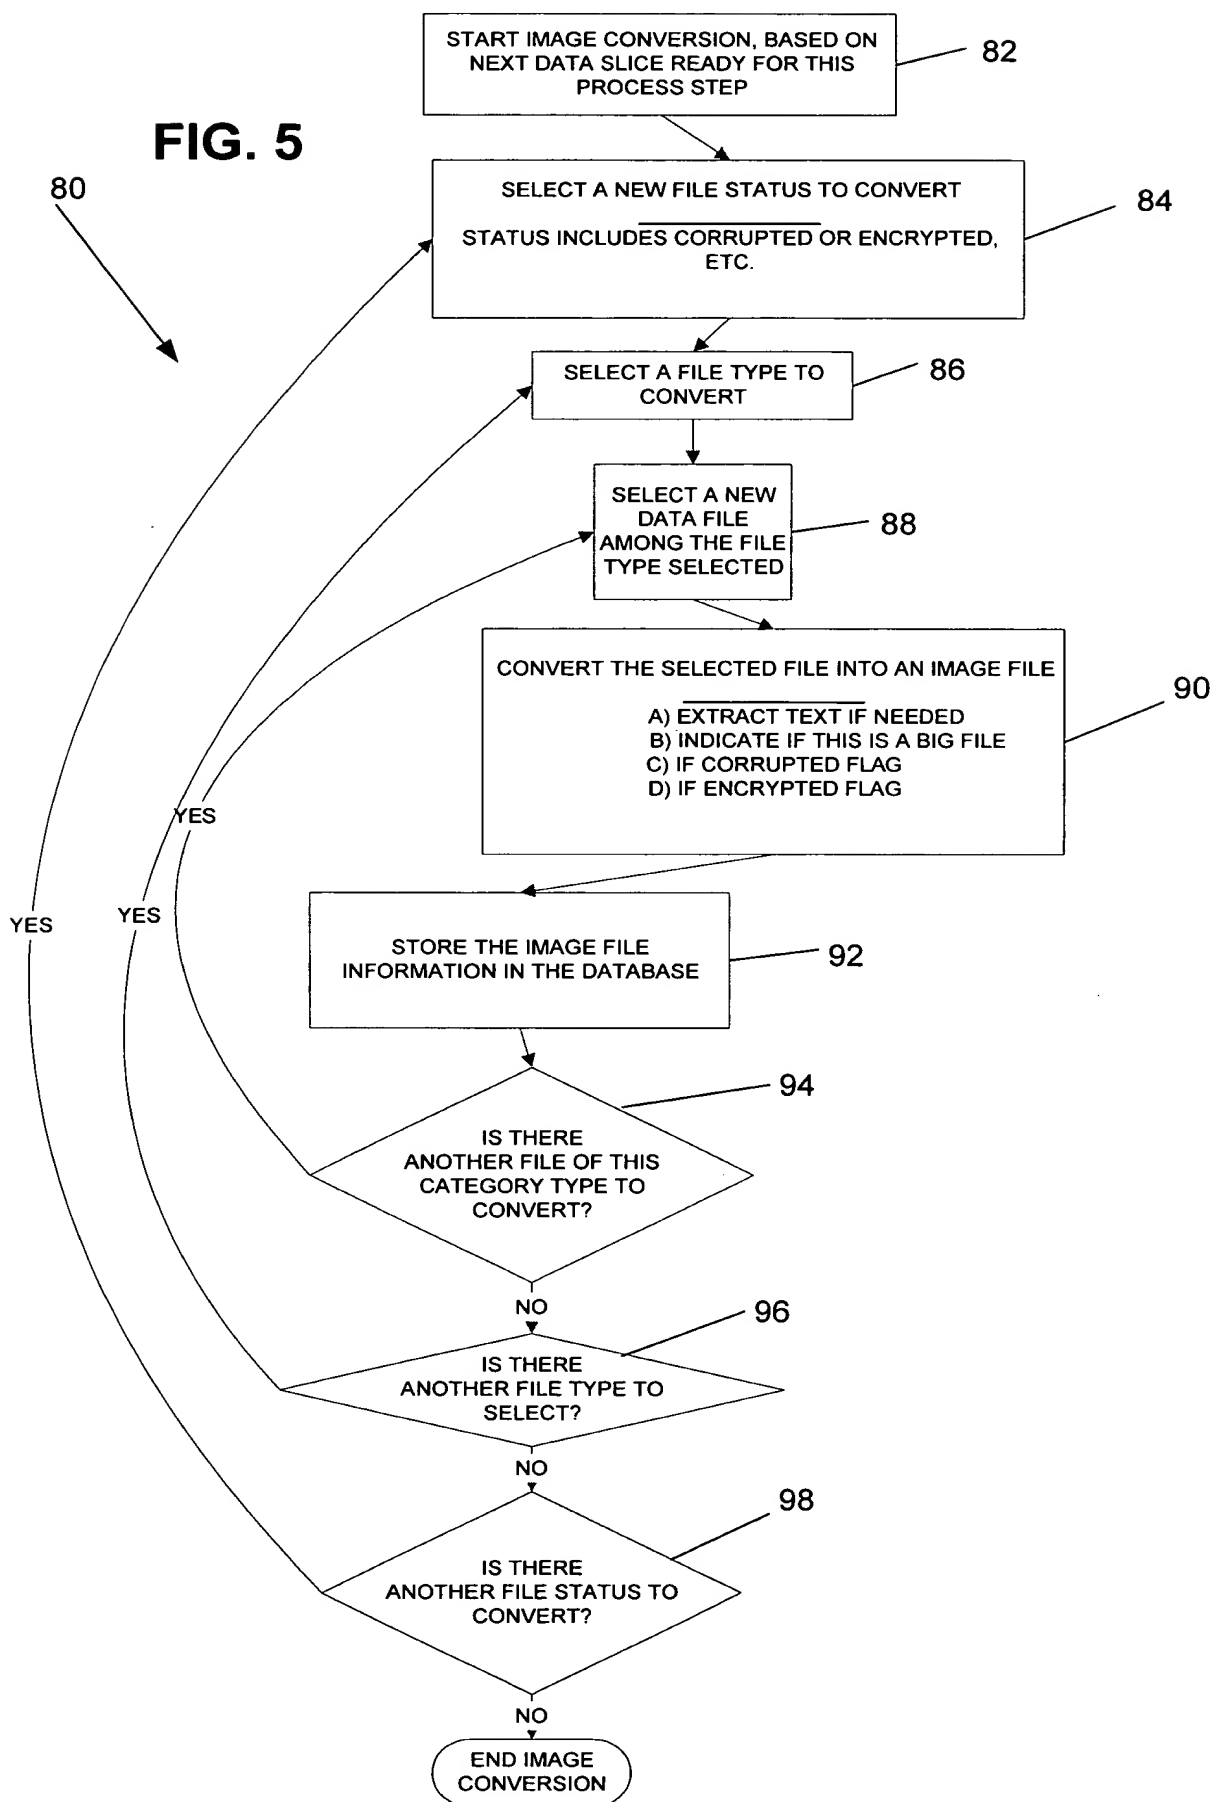 START IMAGE CONVERSION, BASED ON
NEXT DATA SLICE READY FOR THIS
PROCESS STEP
82
FIG. 5
80
SELECT A NEW FILE STATUS TO CONVERT
STATUS INCLUDES CORRUPTED OR ENCRYPTED,
ETC.
84
SELECT A FILE TYPE TO
CONVERT
86
SELECT A NEW
DATA FILE
AMONG THE FILE
TYPE SELECTED
88
CONVERT THE SELECTED FILE INTO AN IMAGE FILE
A) EXTRACT TEXT IF NEEDED
B) INDICATE IF THIS IS A BIG FILE
C) IF CORRUPTED FLAG
D) IF ENCRYPTED FLAG
90
YES
YES
YES
STORE THE IMAGE FILE
INFORMATION IN THE DATABASE
92
IS THERE
ANOTHER FILE OF THIS
CATEGORY TYPE TO
CONVERT?
94
NO
IS THERE
ANOTHER FILE TYPE TO
SELECT?
96
NO
IS THERE
ANOTHER FILE STATUS TO
CONVERT?
98
NO
END IMAGE
CONVERSION